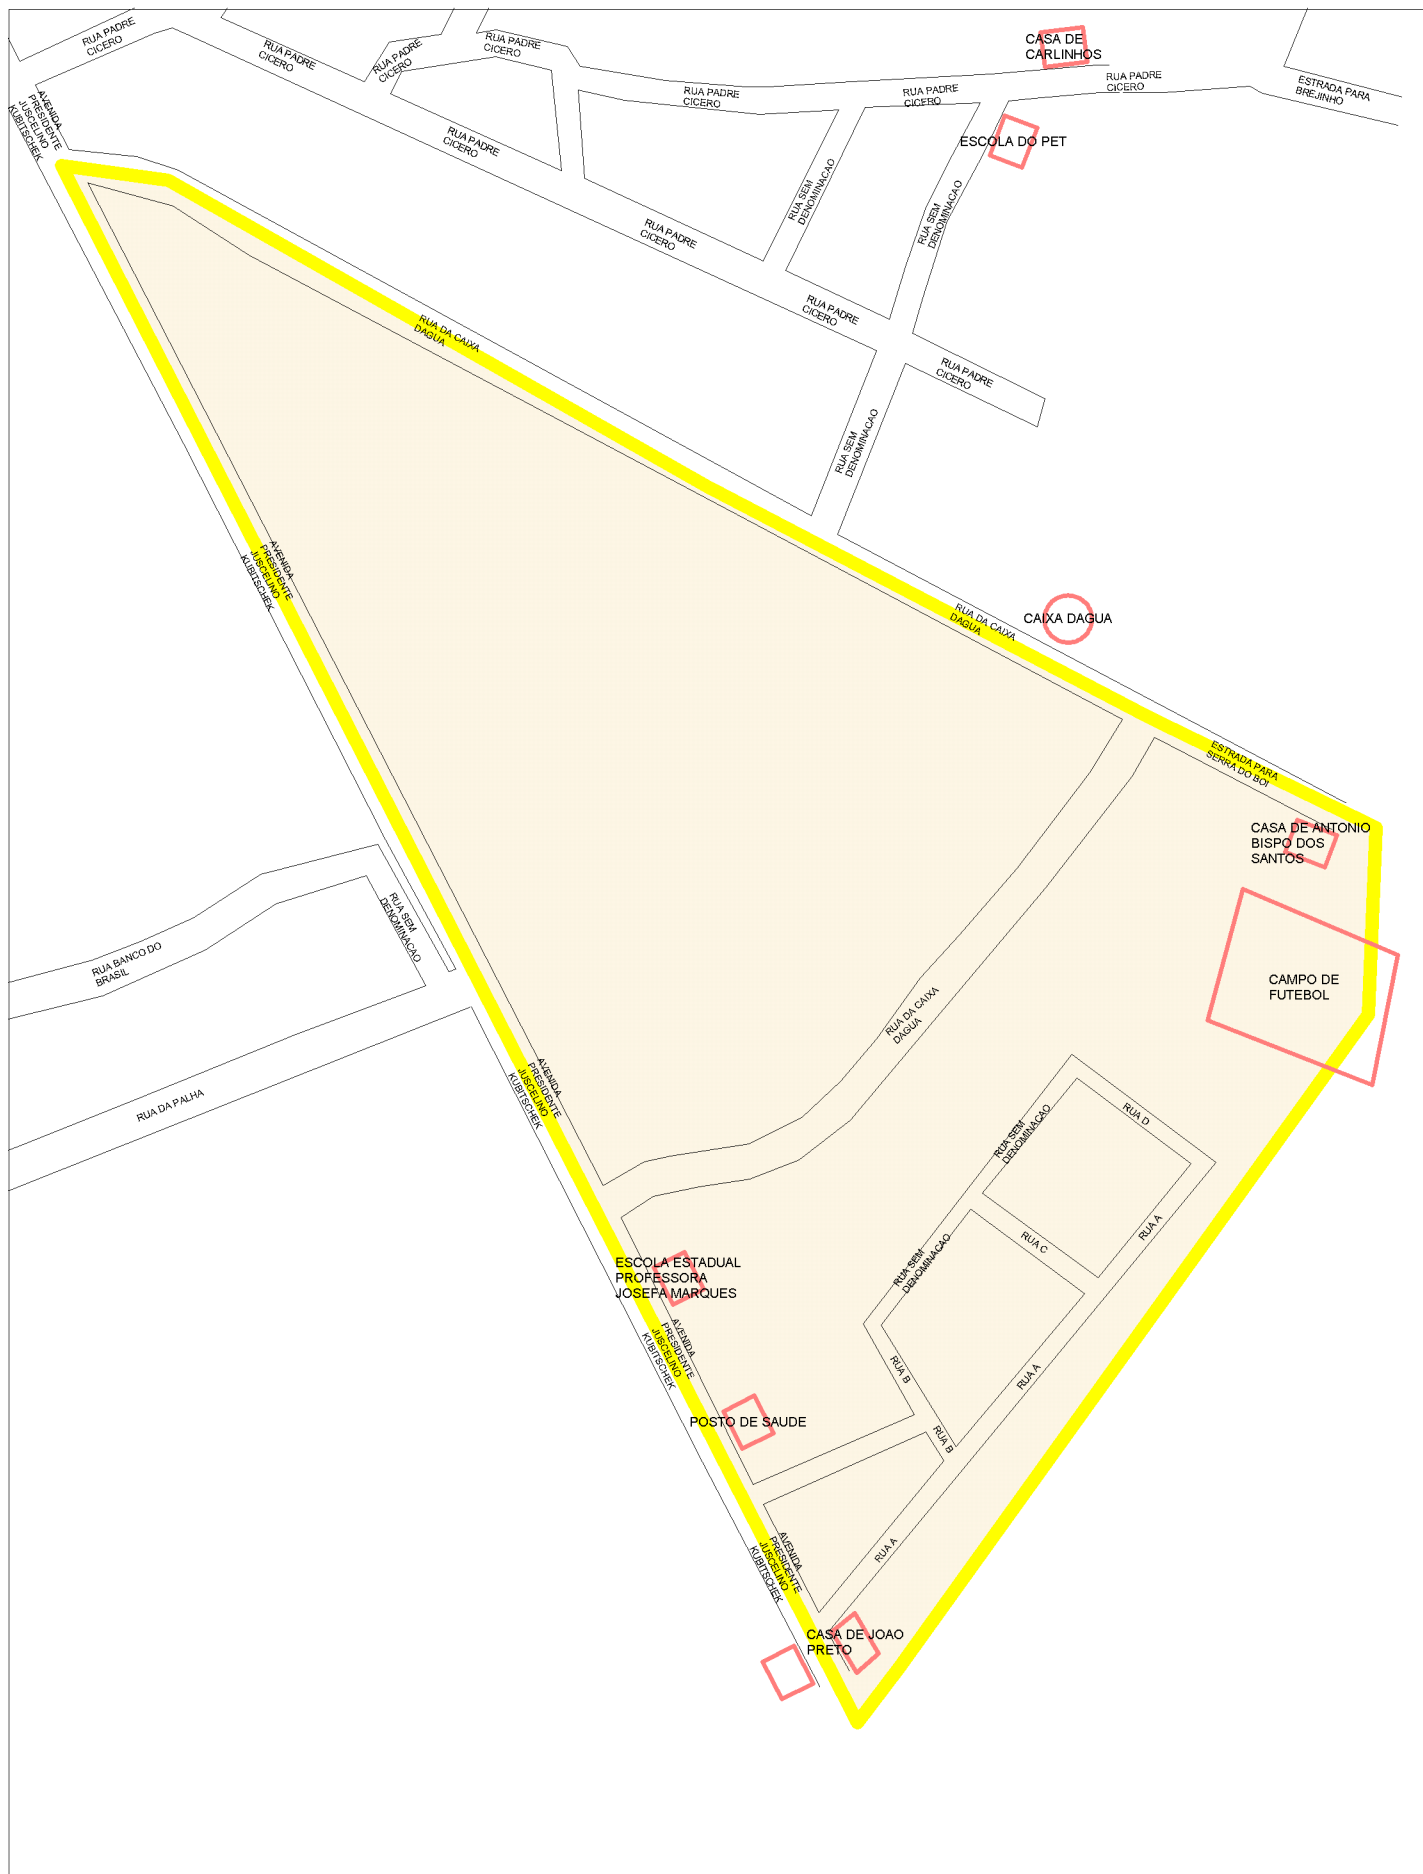 RUA PADRE
CICERO
RUA PADRE
CICERO
RUA PADRE
CICERO
RUA PADRE
CICERO
CASA DE
CARLINHOS
RUA PADRE
CICERO
RUA PADRE
CICERO
RUA PADRE
CICERO
ESTRADA PARA
BREJINHO
AVENIDA
PRESIDENTE
JUSCELINO
KUBITSCHEK
RUA PADRE
CICERO
ESCOLA DO PET
RUA SEM
DENOMINACAO
RUA SEM
DENOMINACAO
RUA PADRE
CICERO
RUA PADRE
CICERO
RUA DA CAIXA
DAGUA
RUA PADRE
CICERO
RUA SEM
DENOMINACAO
AVENIDA
PRESIDENTE
JUSCELINO
KUBITSCHEK
RUA DA CAIXA
DAGUA
CAIXA DAGUA
ESTRADA PARA
SERRA DO BOI
CASA DE ANTONIO
BISPO DOS
SANTOS
RUA SEM
DENOMINACAO
RUA BANCO DO
BRASIL
CAMPO DE
FUTEBOL
RUA DA CAIXA
DAGUA
AVENIDA
PRESIDENTE
JUSCELINO
KUBITSCHEK
RUA DA PALHA
RUA SEM
DENOMINACAO
RUA D
RUA A
RUA C
RUA SEM
DENOMINACAO
ESCOLA ESTADUAL
PROFESSORA
JOSEFA MARQUES
AVENIDA
PRESIDENTE
JUSCELINO
KUBITSCHEK
RUA B
RUA A
POSTO DE SAUDE
RUA B
RUA A
AVENIDA
PRESIDENTE
JUSCELINO
KUBITSCHEK
CASA DE JOAO
PRETO